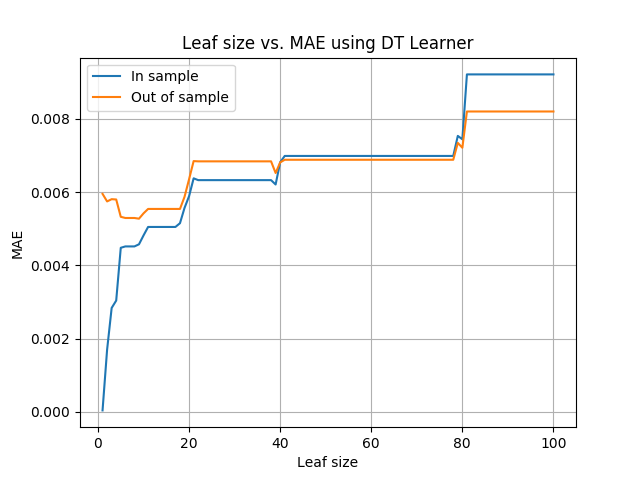 Leaf size vs. MAE using DT Learner
In sample
Out of sample
0.008
0.006
0.004
0.002
0.000
MAE
0 20 40 60 80 100
Leaf size